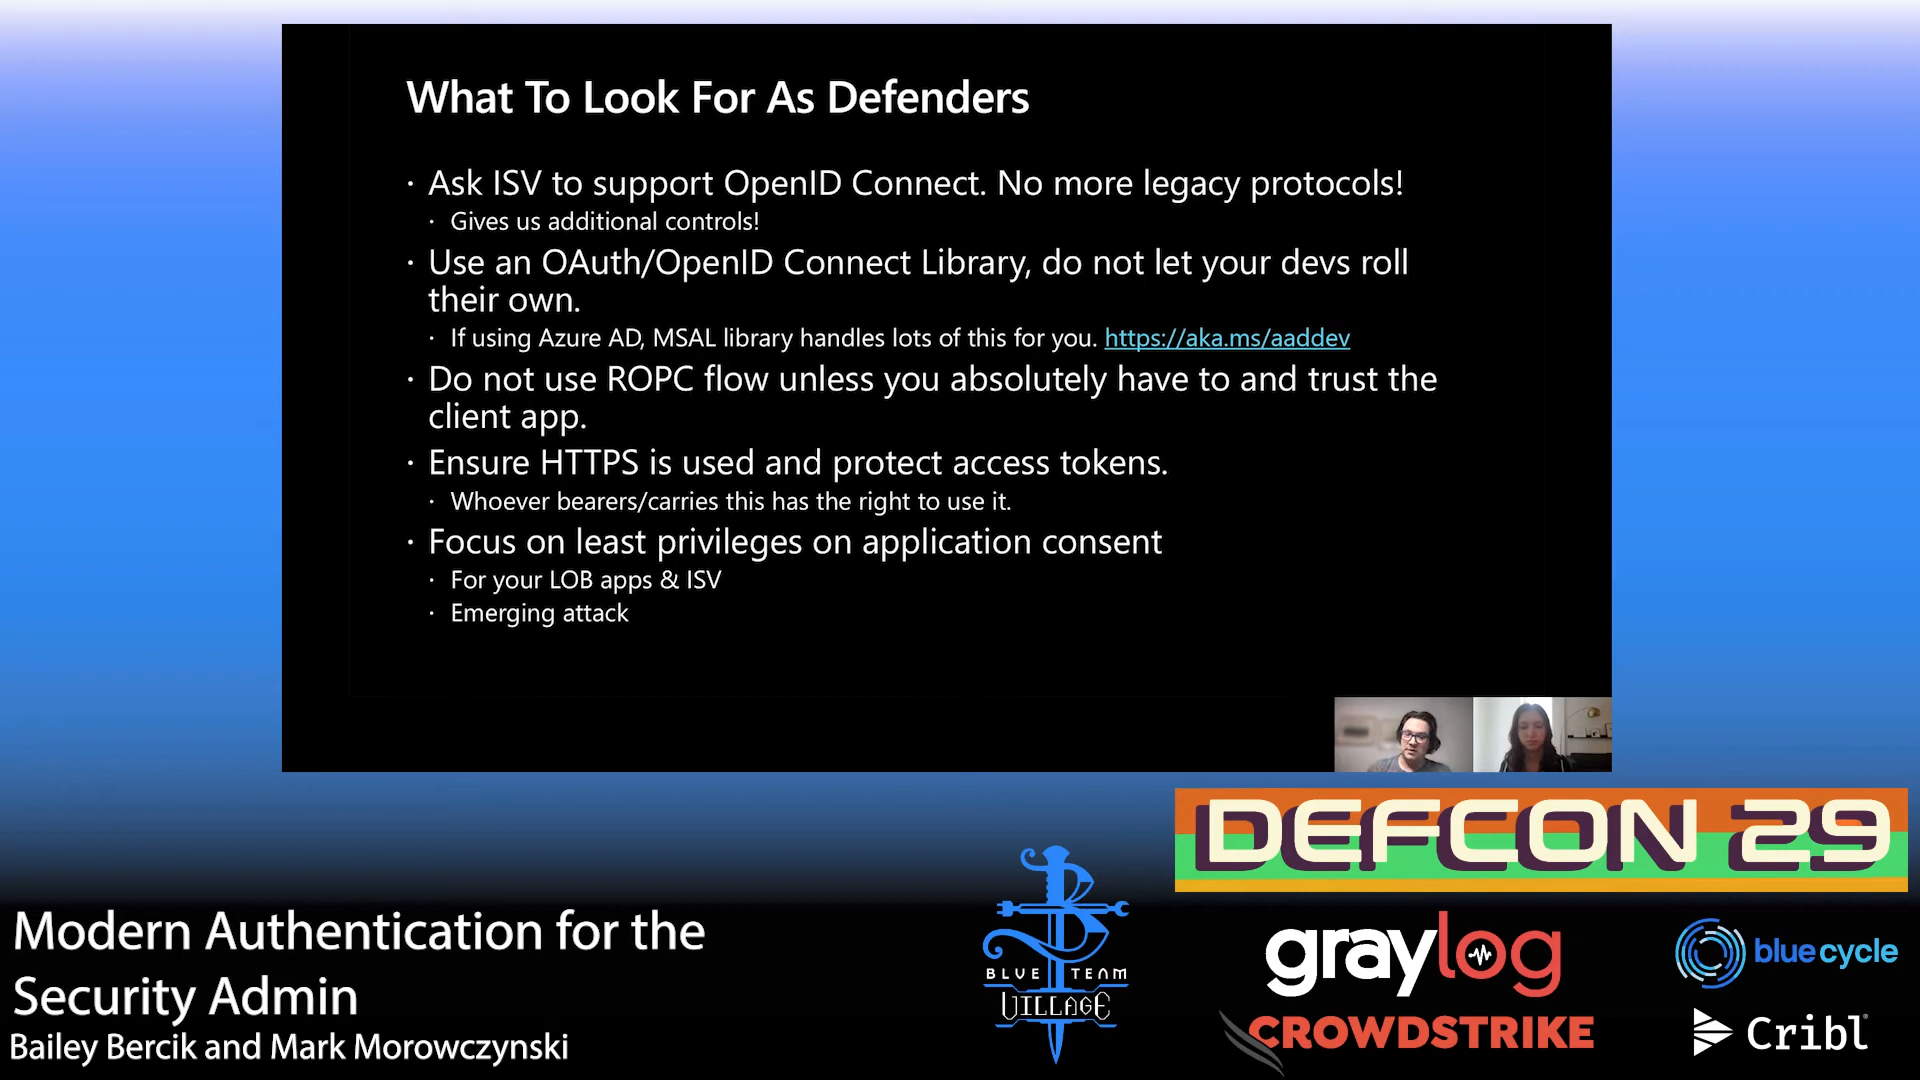 What To Look For As Defenders
· Ask ISV to support OpenID Connect. No more legacy protocols!
· Gives us additional controls!
· Use an OAuth/OpenID Connect Library, do not let your devs roll
their own.
· If using Azure AD, MSAL library handles lots of this for you. https://aka.ms/aaddev
· Do not use ROPC flow unless you absolutely have to and trust the
client app.
· Ensure HTTPS is used and protect access tokens.
· Whoever bearers/carries this has the right to use it.
· Focus on least privileges on application consent
· For your LOB apps & ISV
· Emerging attack
DEFCON 29
Modern Authentication for the
Security Admin
Bailey Bercik and Mark Morowczynski
BLUE TEAM
VILLAGE
graylog
blue cycle
CROWDSTRIKE
Cribl